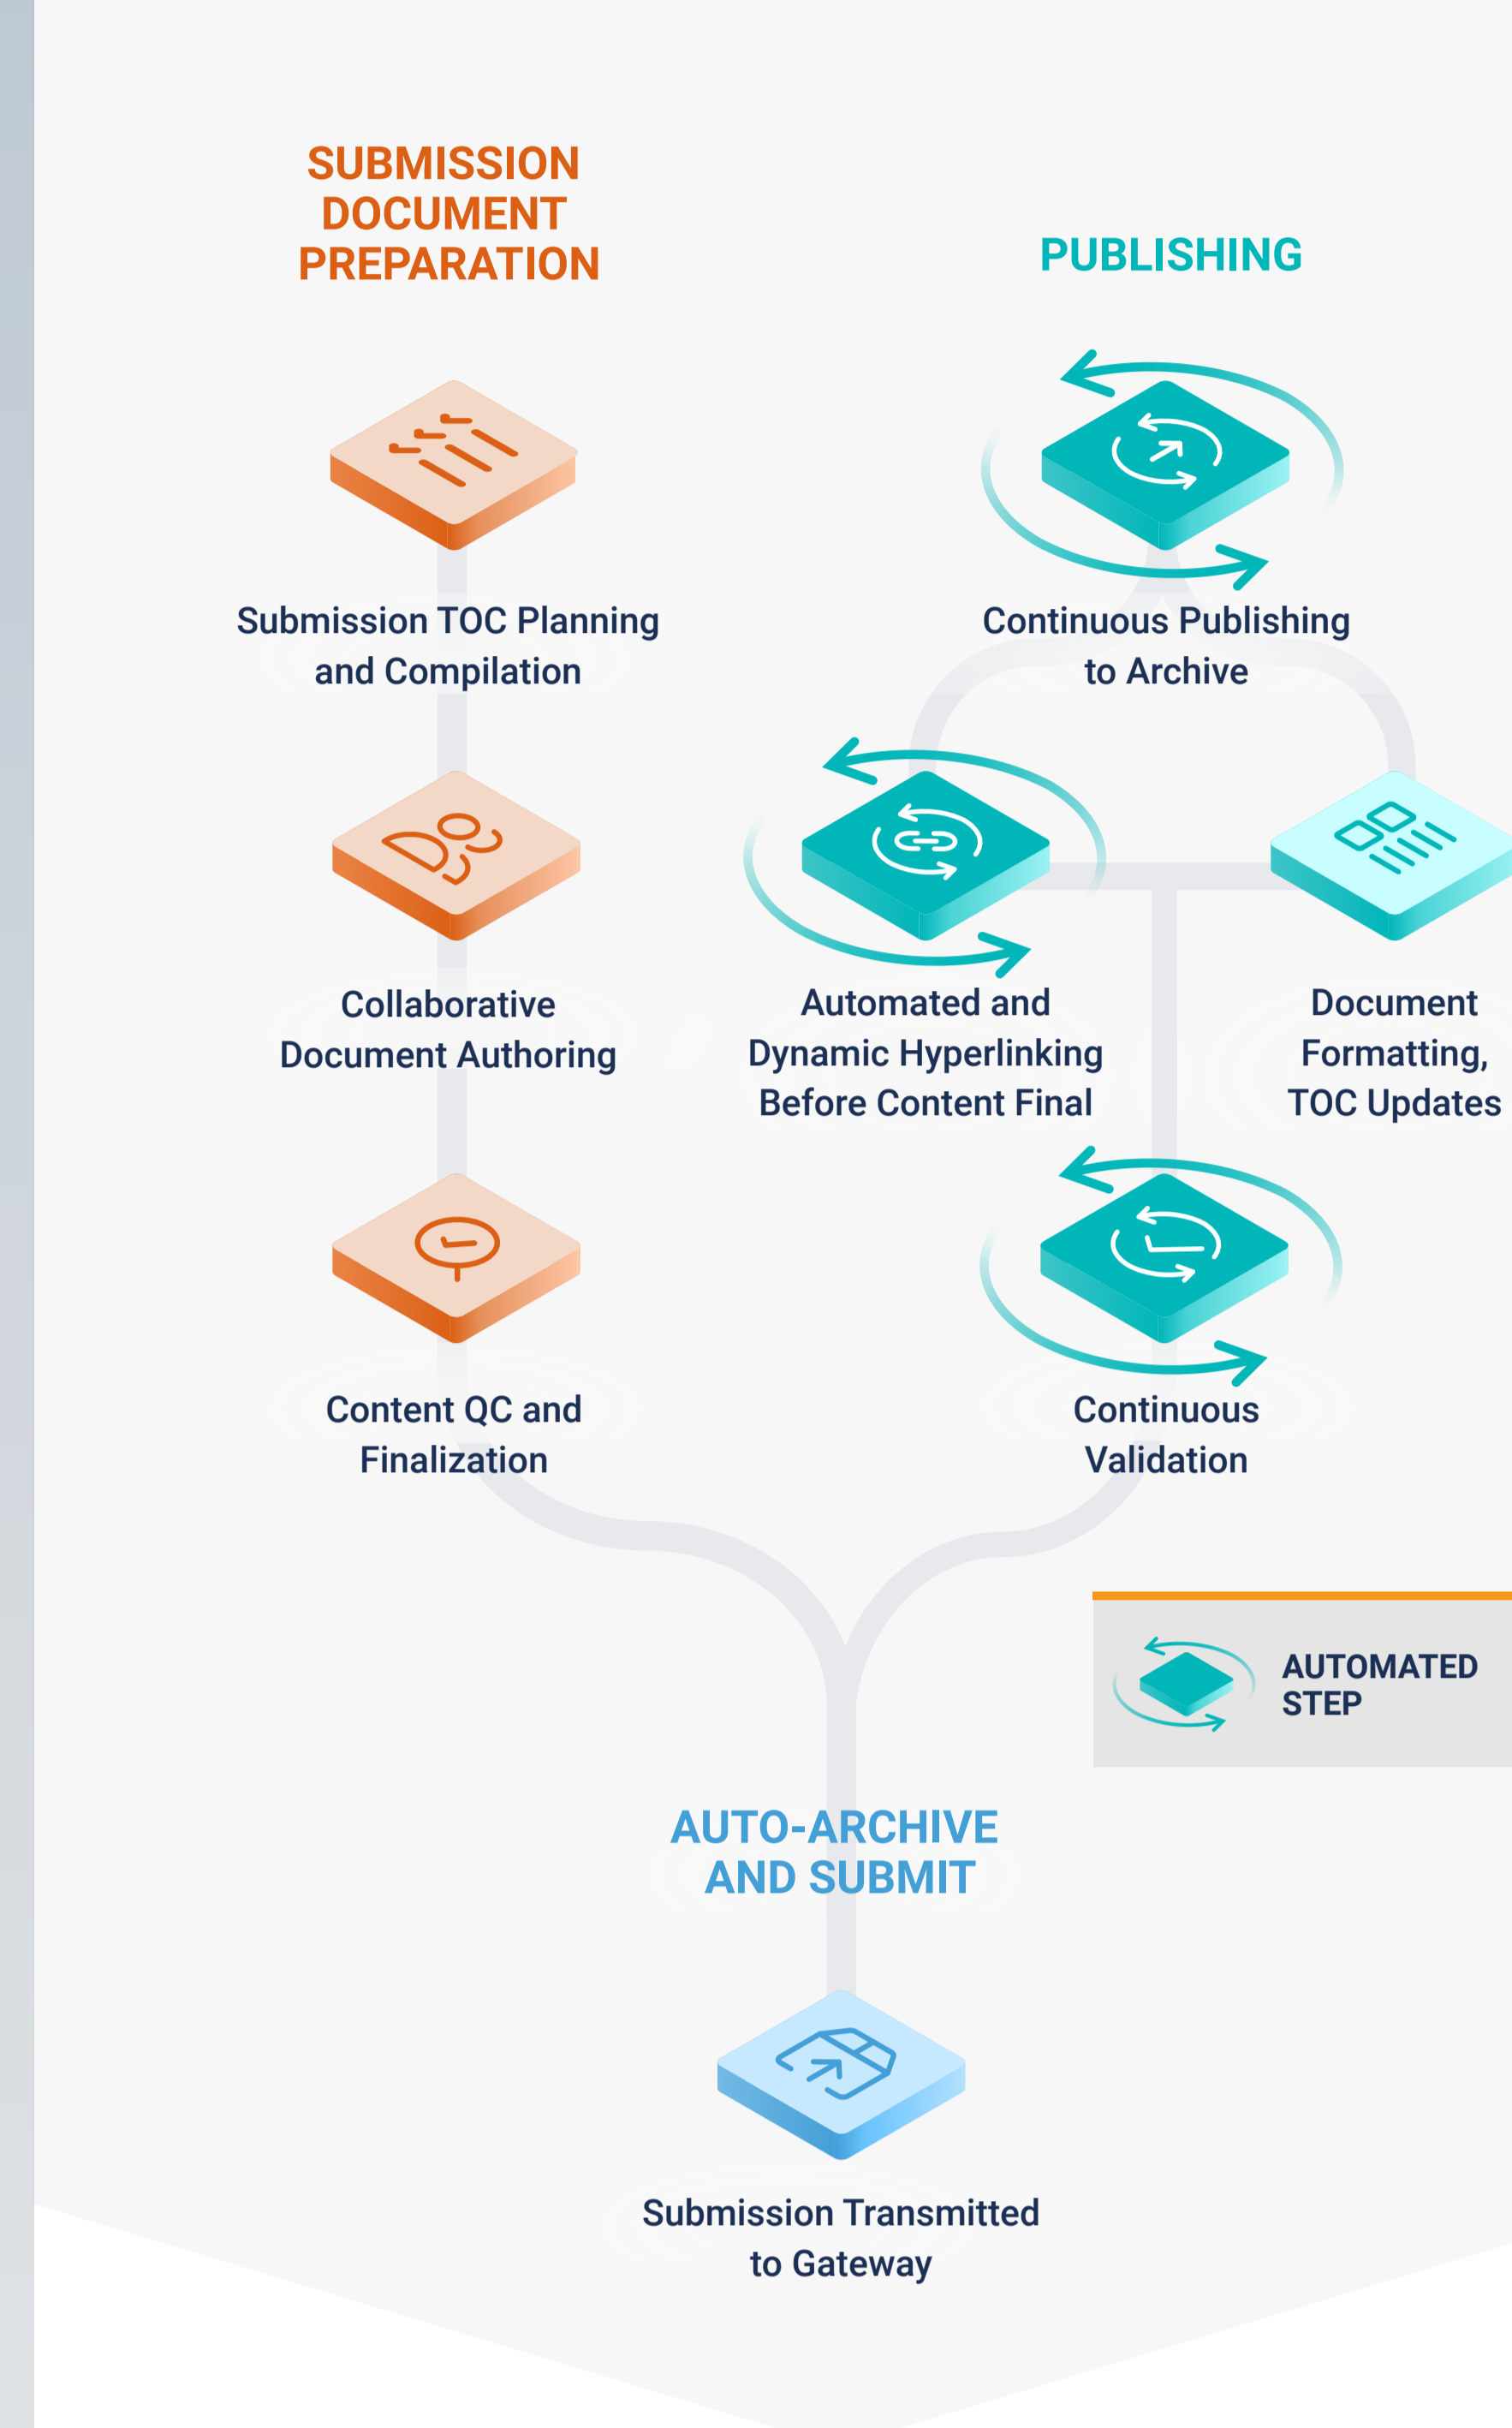 SUBMISSION
DOCUMENT
PREPARATION
PUBLISHING
Submission TOC Planning
and Compilation
Continuous Publishing
to Archive
Collaborative
Document Authoring
Automated and
Dynamic Hyperlinking
Before Content Final
Document
Formatting,
TOC Updates
Content QC and
Finalization
Continuous
Validation
AUTOMATED
STEP
AUTO-ARCHIVE
AND SUBMIT
Submission Transmitted
to Gateway